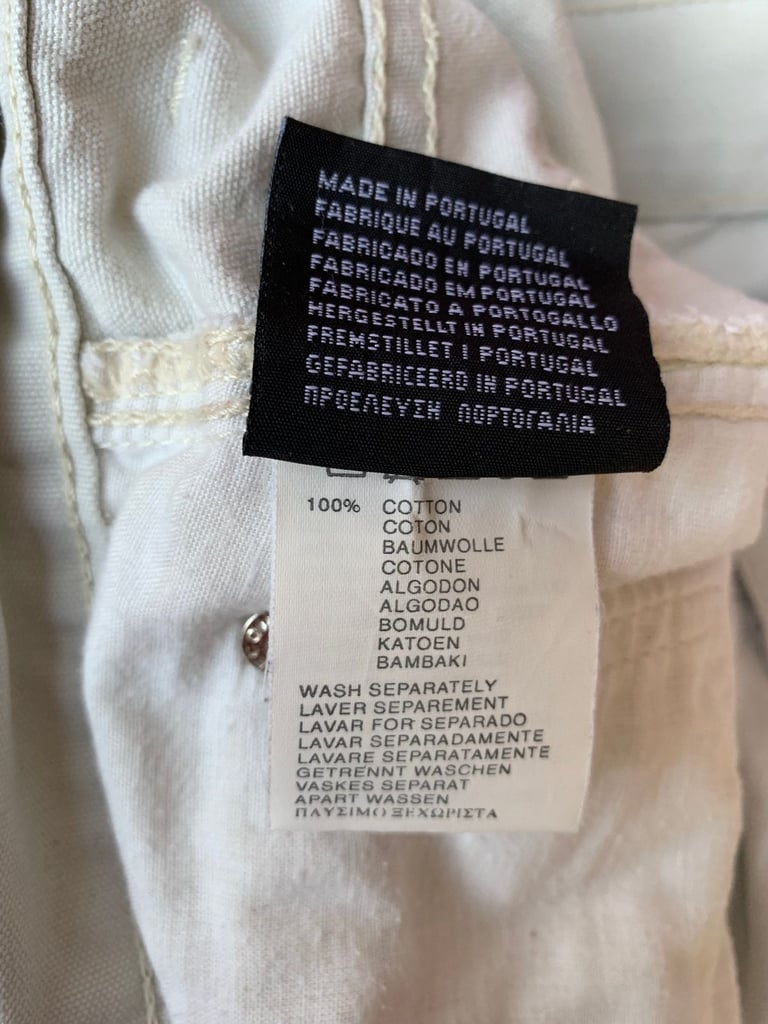 MADE IN PORTUGAL
FABRIQUE AU PORTUGAL
FABRICADO EN PORTUGAL
FABRICADO EM PORTUGAL
FABRICATO A PORTOGALLO
HERGESTELLT IN PORTUGAL
FREMSTILLET I PORTUGAL
GEFABRICEERD IN PORTUGAL
ΠΡΟΕΛΕΥΣΗ ΠΟΡΤΟΓΑΛΙΑ
100% COTTON
COTON
BAUMWOLLE
COTONE
ALGODON
ALGODAO
BOMULD
KATOEN
BAMBAKI
WASH SEPARATELY
LAVER SEPAREMENT
LAVAR FOR SEPARADO
LAVAR SEPARADAMENTE
LAVARE SEPARATAMENTE
GETRENNT WASCHEN
VASKES SEPARAT
APART WASSEN
ΠΛΥΣΙΜΟ ΞΕΧΩΡΙΣΤΑ